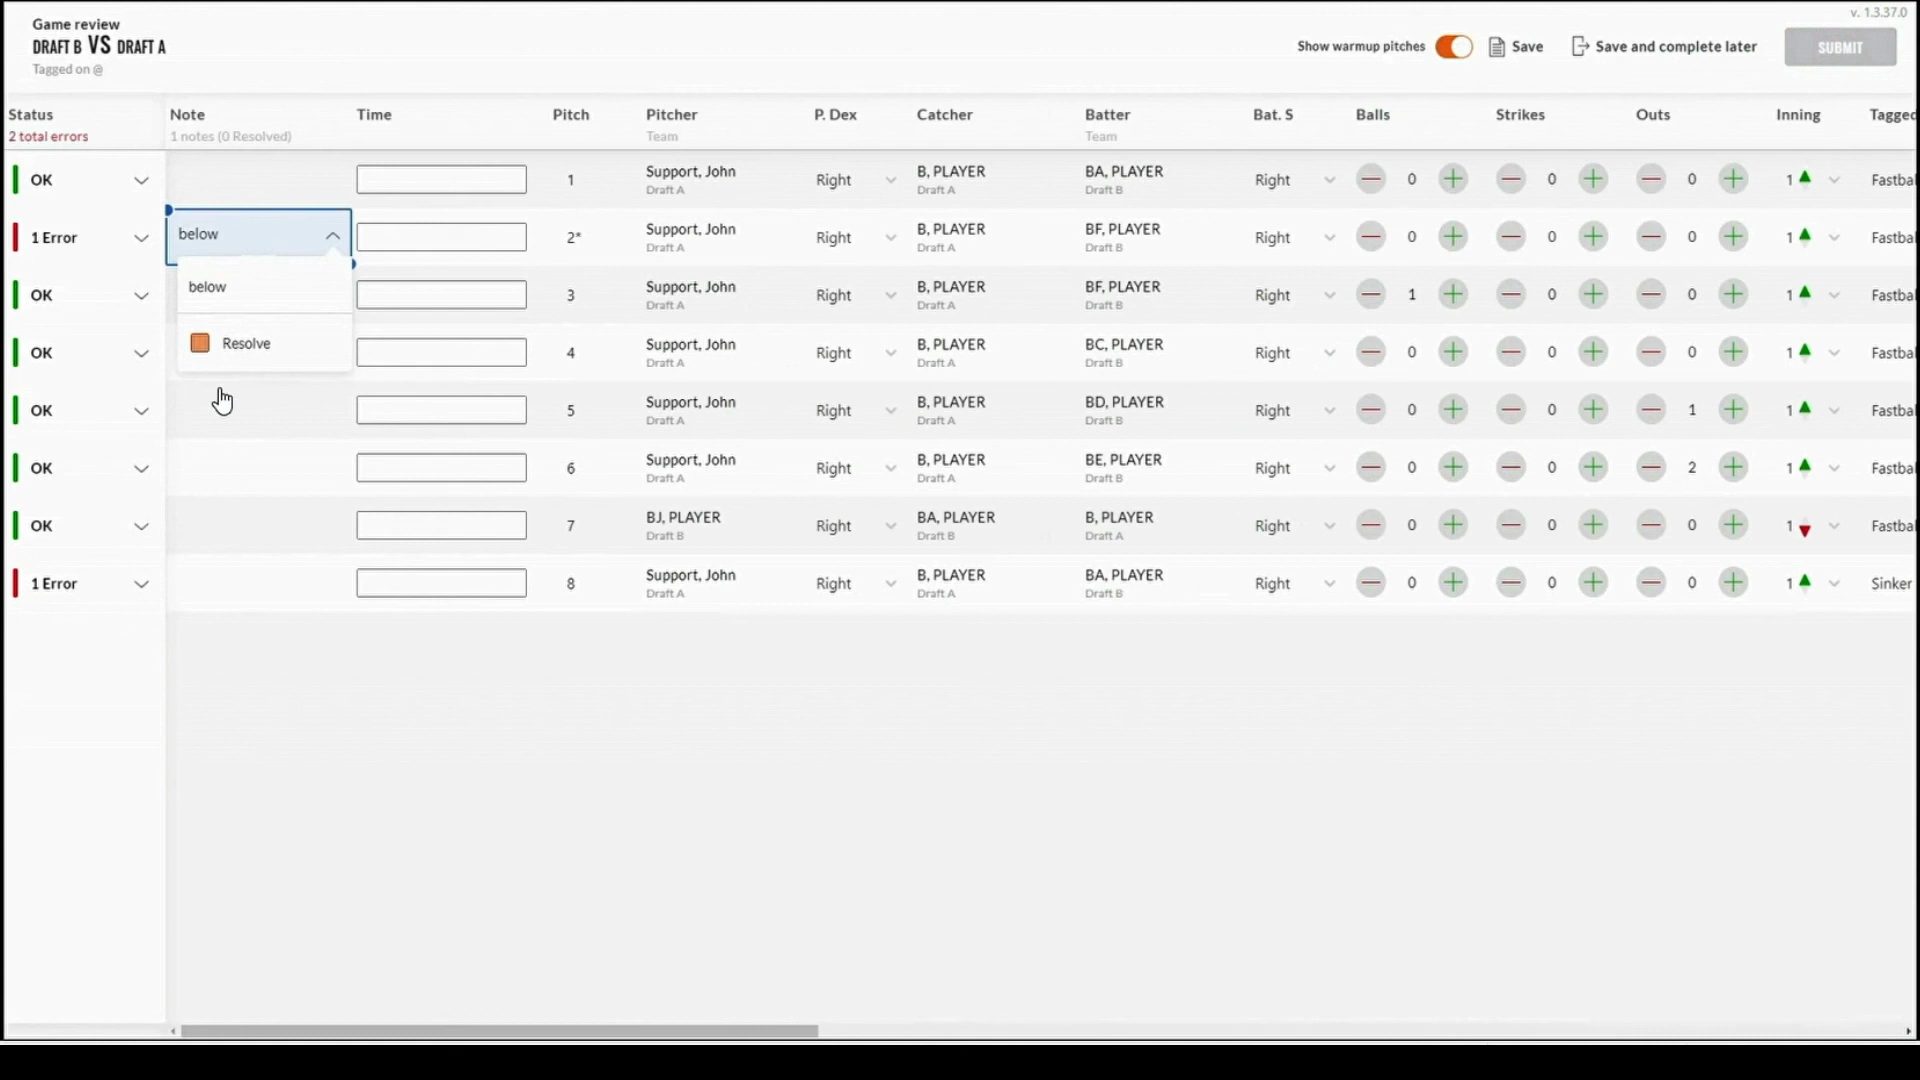 v. 1.3.37.0
Game review
DRAFT B VS DRAFT A
Tagged on @
Show warmup pitches Save Save and complete later SUBMIT
Status Note Time Pitch Pitcher P. Dex Catcher Batter Bat. S Balls Strikes Outs Inning Tagged
2 total errors 1 notes (0 Resolved) Team Team
OK 1 Support, John Right B, PLAYER BA, PLAYER Right 0 0 0 1 Fastbal
Draft A Draft A Draft B
1 Error below 2* Support, John Right B, PLAYER BF, PLAYER Right 0 0 0 1 Fastbal
Draft A Draft A Draft B
OK below 3 Support, John Right B, PLAYER BF, PLAYER Right 1 0 0 1 Fastbal
Draft A Draft A Draft B
OK Resolve 4 Support, John Right B, PLAYER BC, PLAYER Right 0 0 0 1 Fastbal
Draft A Draft A Draft B
OK 5 Support, John Right B, PLAYER BD, PLAYER Right 0 0 1 1 Fastbal
Draft A Draft A Draft B
OK 6 Support, John Right B, PLAYER BE, PLAYER Right 0 0 2 1 Fastbal
Draft A Draft A Draft B
OK 7 BJ, PLAYER Right BA, PLAYER B, PLAYER Right 0 0 0 1 Fastbal
Draft B Draft B Draft A
1 Error 8 Support, John Right B, PLAYER BA, PLAYER Right 0 0 0 1 Sinker
Draft A Draft A Draft B